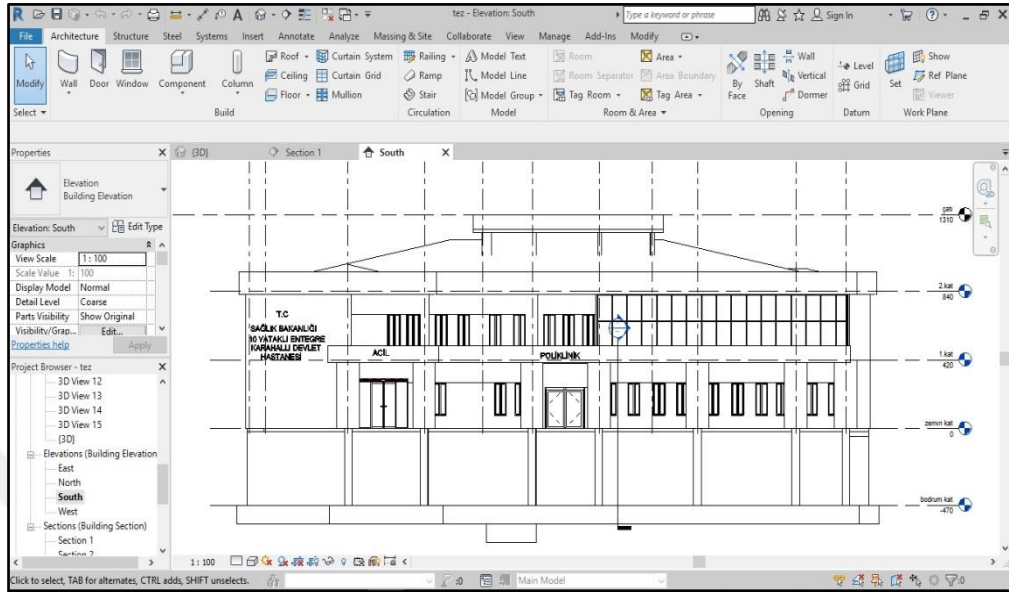 R A tez - Elevation: South Type a keyword or phrase Sign In
File Architecture Structure Steel Systems Insert Annotate Analyze Massing & Site Collaborate View Manage Add-Ins Modify
Modify Wall Door Window Component Column Roof Curtain System Railing Model Text Room Area Wall Level Show
Ceiling Curtain Grid Ramp Model Line Room Separator Area Boundary By Face Shaft Vertical Grid Set Ref Plane
Floor Mullion Stair Model Group Tag Room Tag Area Dormer Viewer
Select Build Circulation Model Room & Area Opening Datum Work Plane
Properties X {3D} Section 1 South X
Elevation
Building Elevation
Elevation: South Edit Type
Graphics
View Scale 1 : 100
Scale Value 1: 100
Display Model Normal
Detail Level Coarse
Parts Visibility Show Original
Visibility/Grap... Edit...
Properties help Apply
Project Browser - tez X
3D View 12
3D View 13
3D View 14
3D View 15
{3D}
Elevations (Building Elevation
East
North
South
West
Sections (Building Section)
Section 1
Section 2
çatı
1310
2.kat
840
1.kat
420
zemin kat
0
bodrum kat
-470
T.C
SAĞLIK BAKANLIĞI
10 YATAKLI ENTEGRE
KARAHALLI DEVLET
HASTANESİ
ACİL
POLİKLİNİK
1 : 100
Click to select, TAB for alternates, CTRL adds, SHIFT unselects. :0 Main Model :0